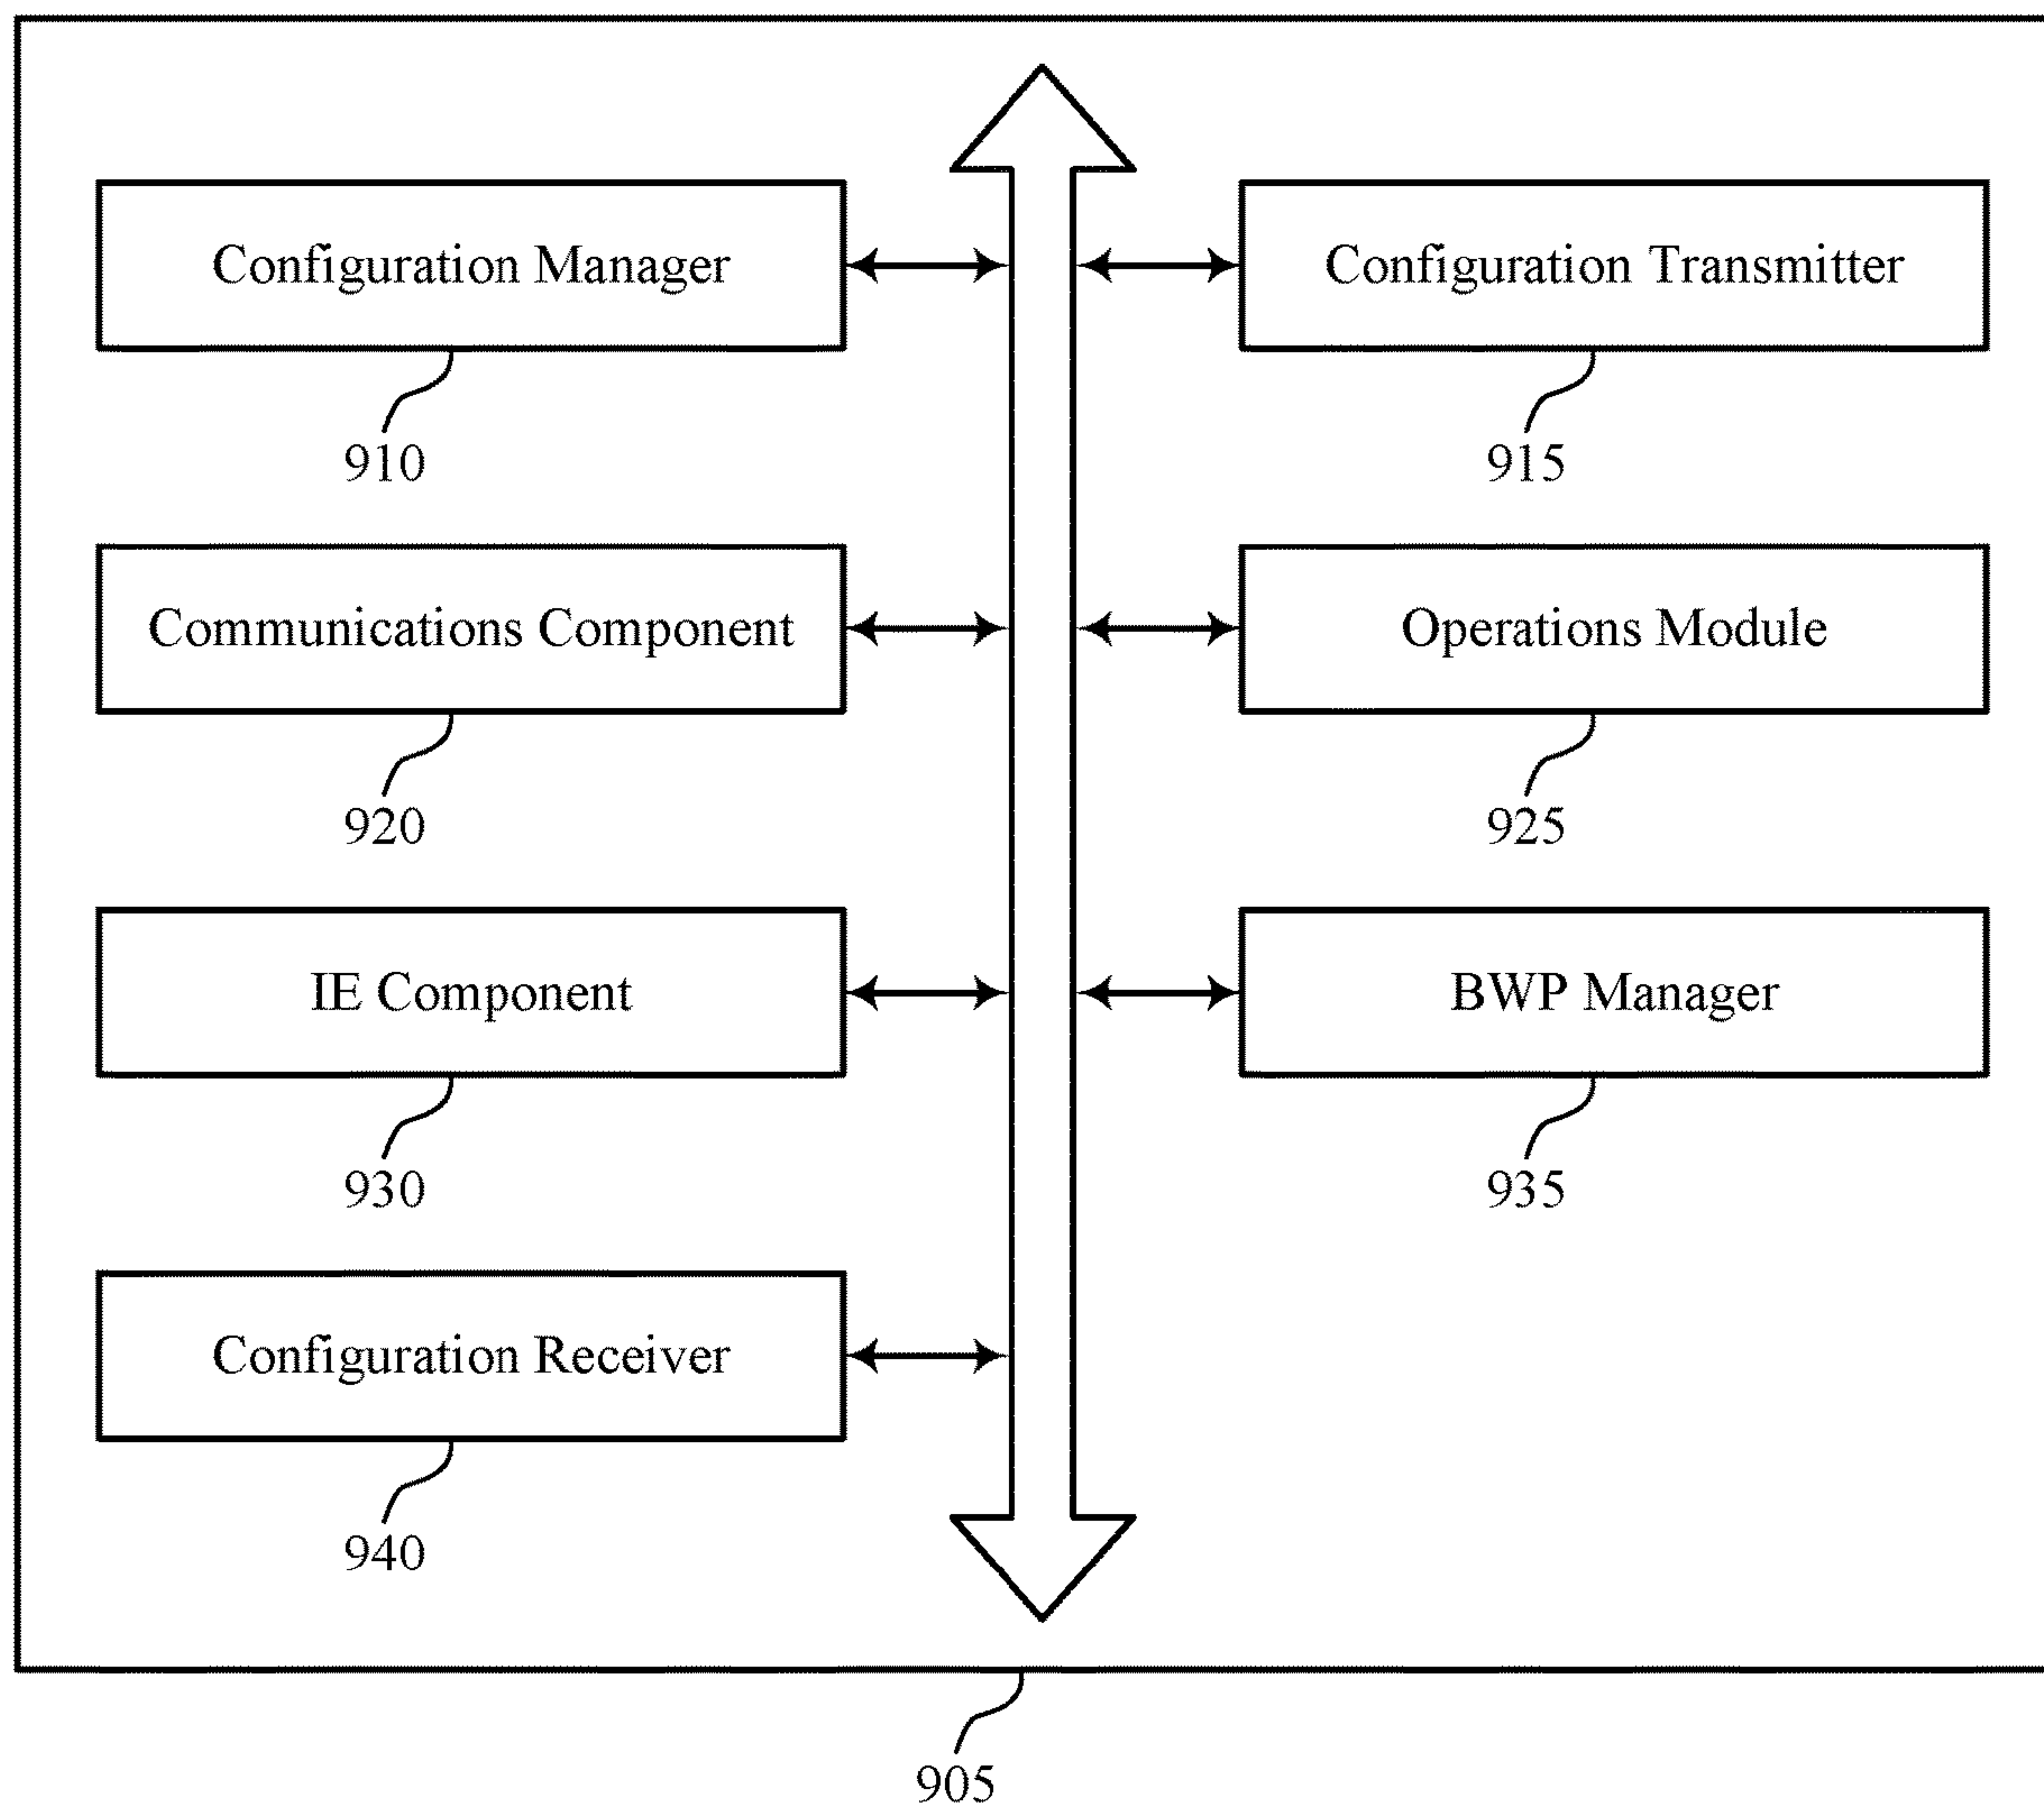 Configuration Manager
Configuration Transmitter
910
915
Communications Component
Operations Module
920
925
IE Component
BWP Manager
930
935
Configuration Receiver
940
905